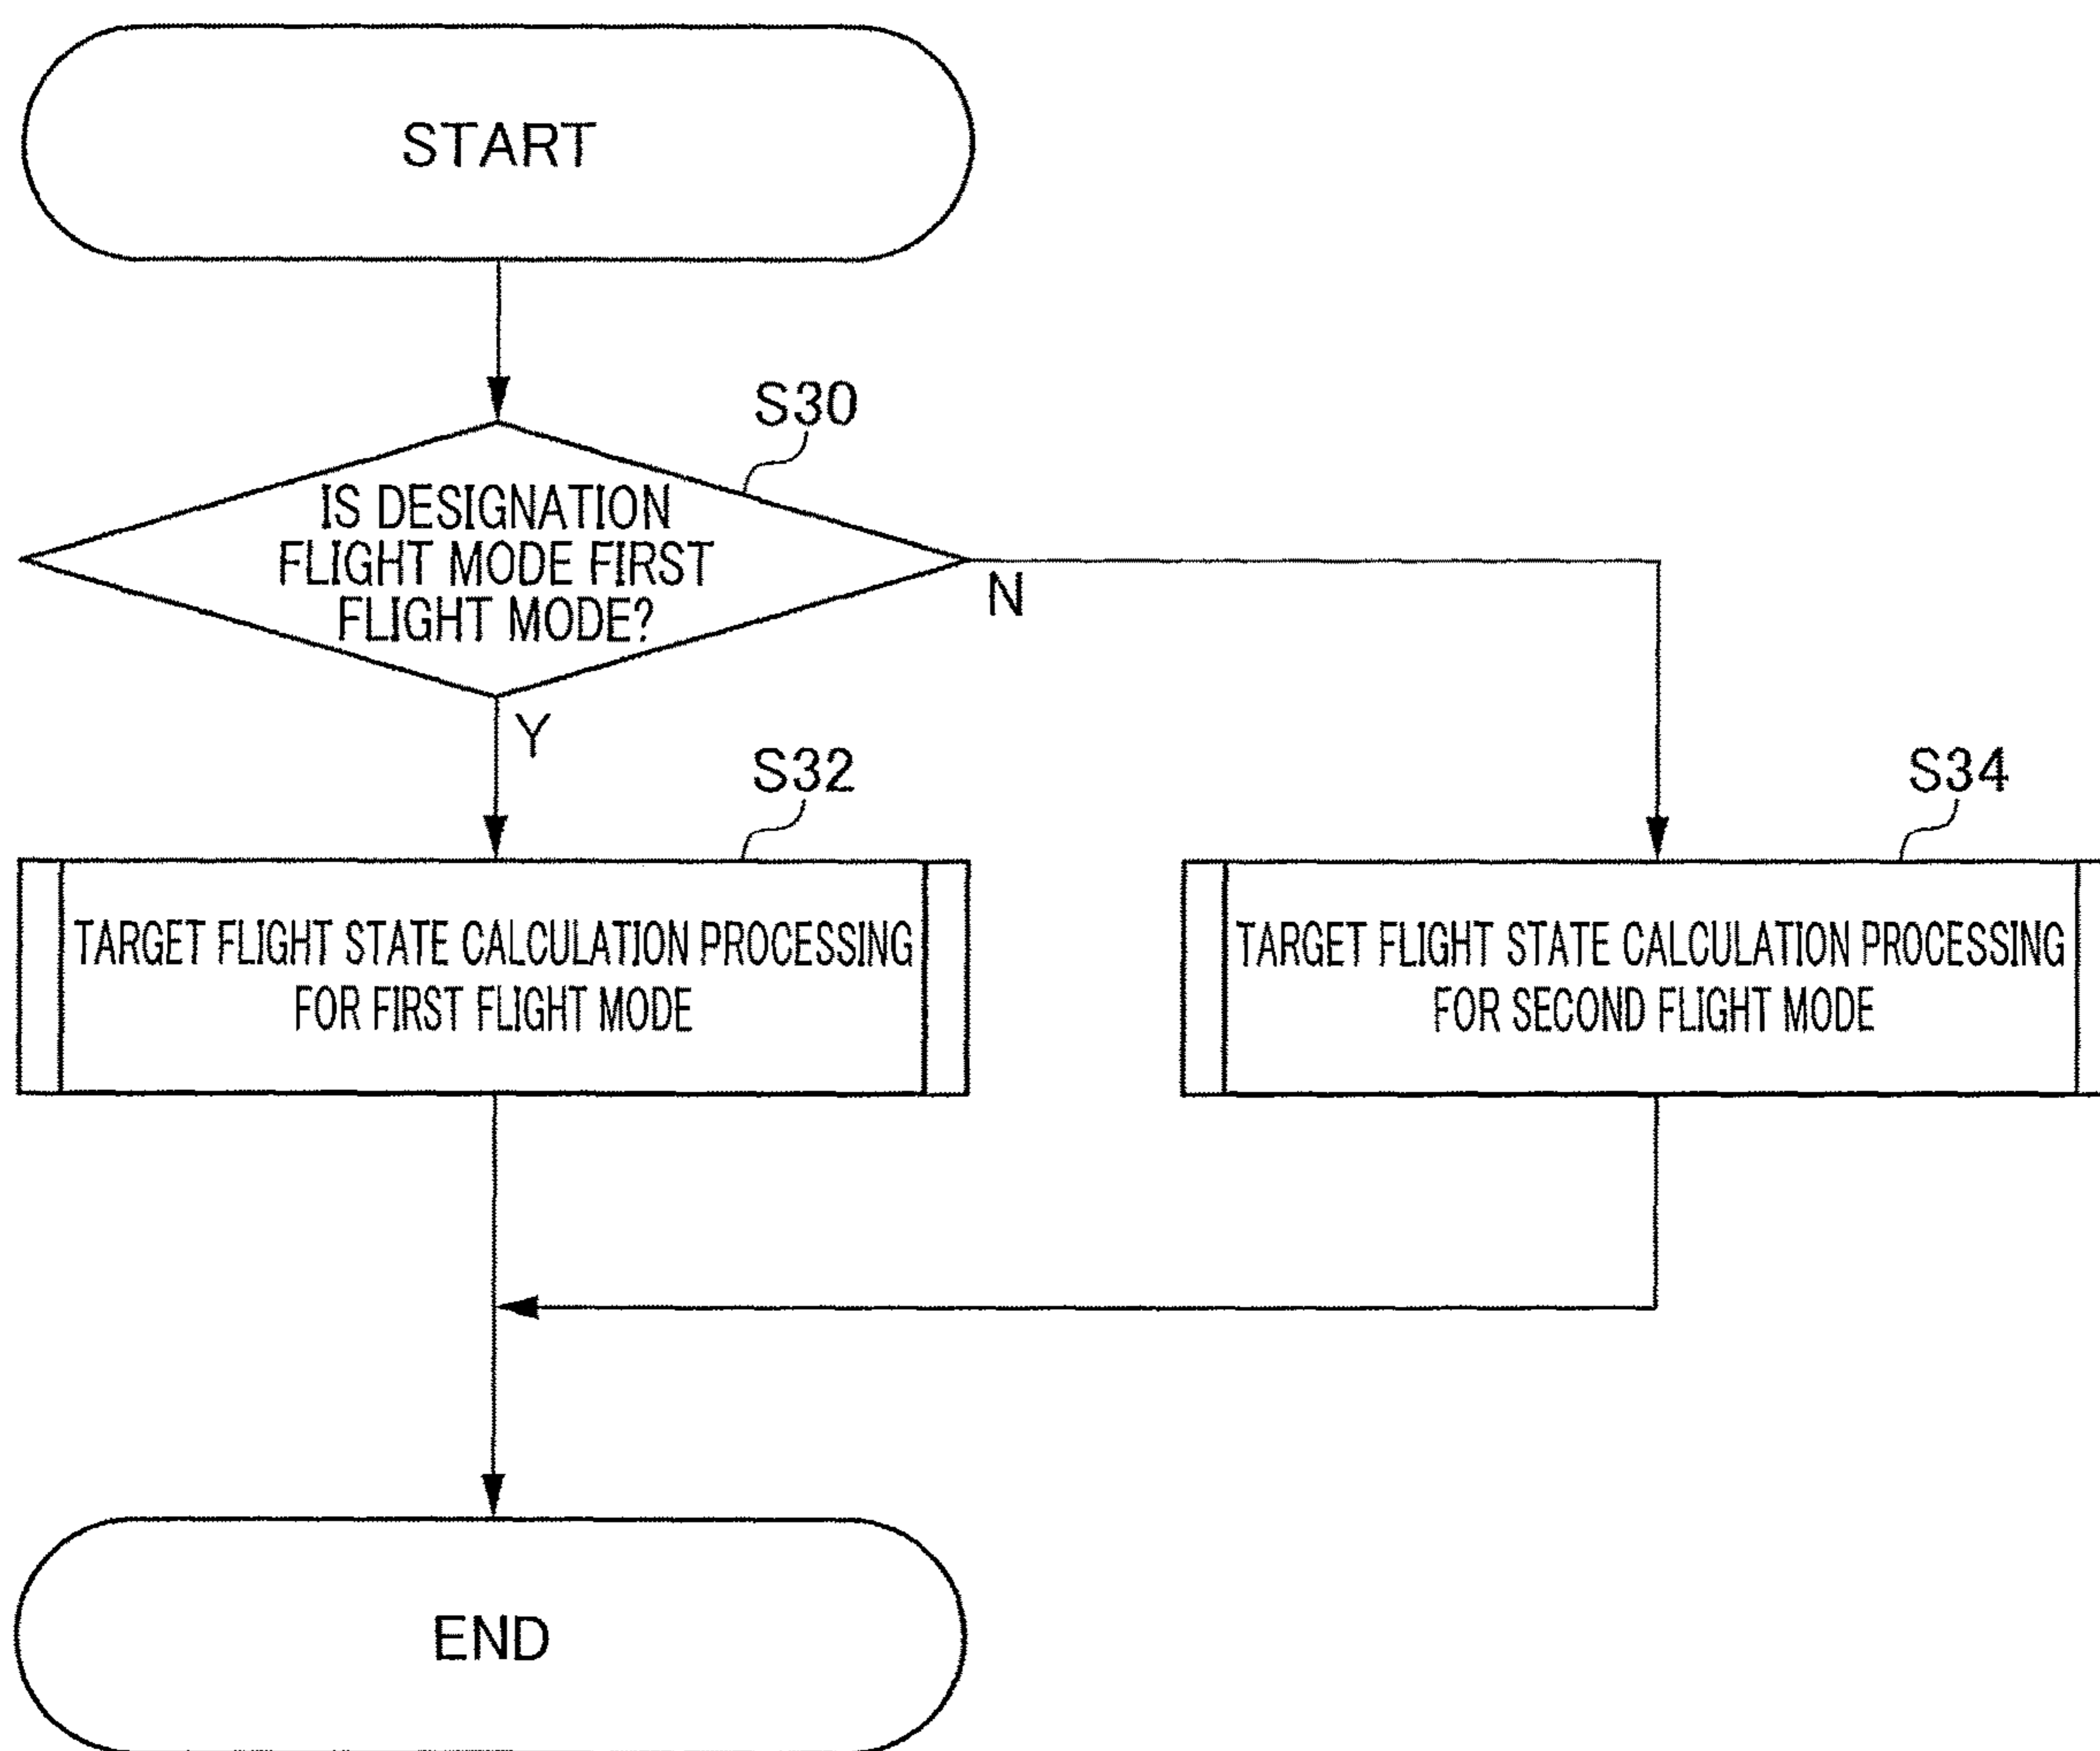 START
S30
IS DESIGNATION
FLIGHT MODE FIRST
FLIGHT MODE?
N
Y
S32
TARGET FLIGHT STATE CALCULATION PROCESSING
FOR FIRST FLIGHT MODE
S34
TARGET FLIGHT STATE CALCULATION PROCESSING
FOR SECOND FLIGHT MODE
END